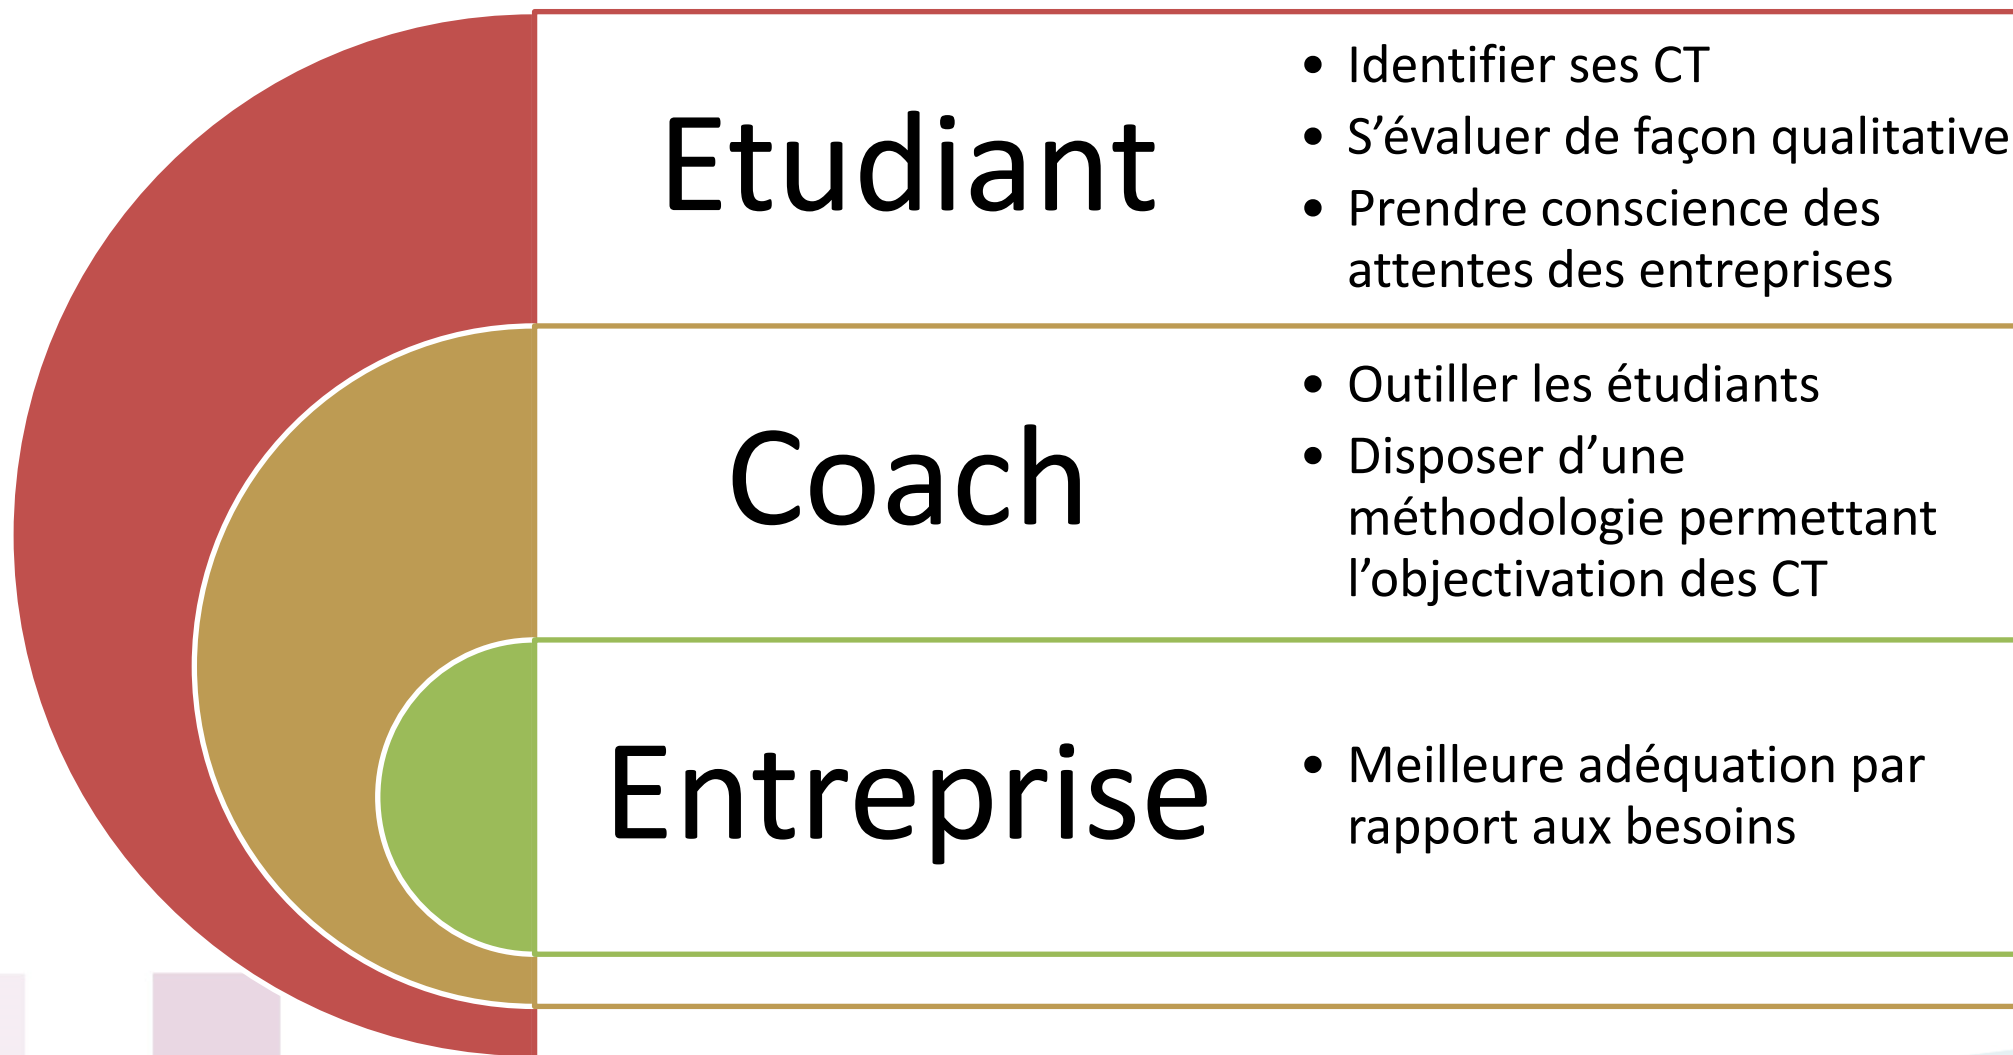 Etudiant
• Identifier ses CT
• S’évaluer de façon qualitative
• Prendre conscience des
attentes des entreprises
Coach
• Outiller les étudiants
• Disposer d’une
méthodologie permettant
l’objectivation des CT
Entreprise
• Meilleure adéquation par
rapport aux besoins